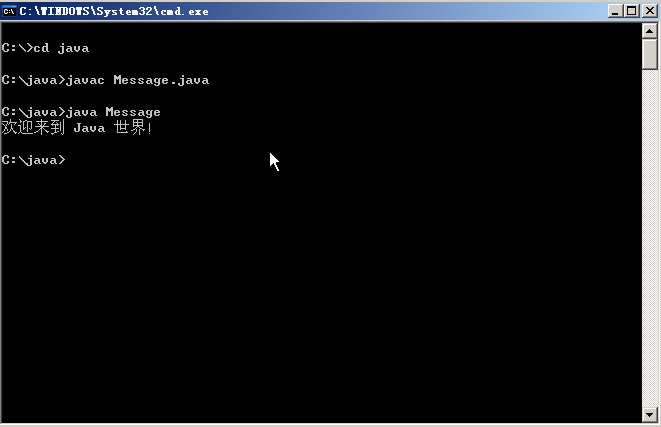 C:\WINDOWS\System32\cmd.exe
C:\>cd java
C:\java>javac Message.java
C:\java>java Message
欢迎来到 Java 世界!
C:\java>